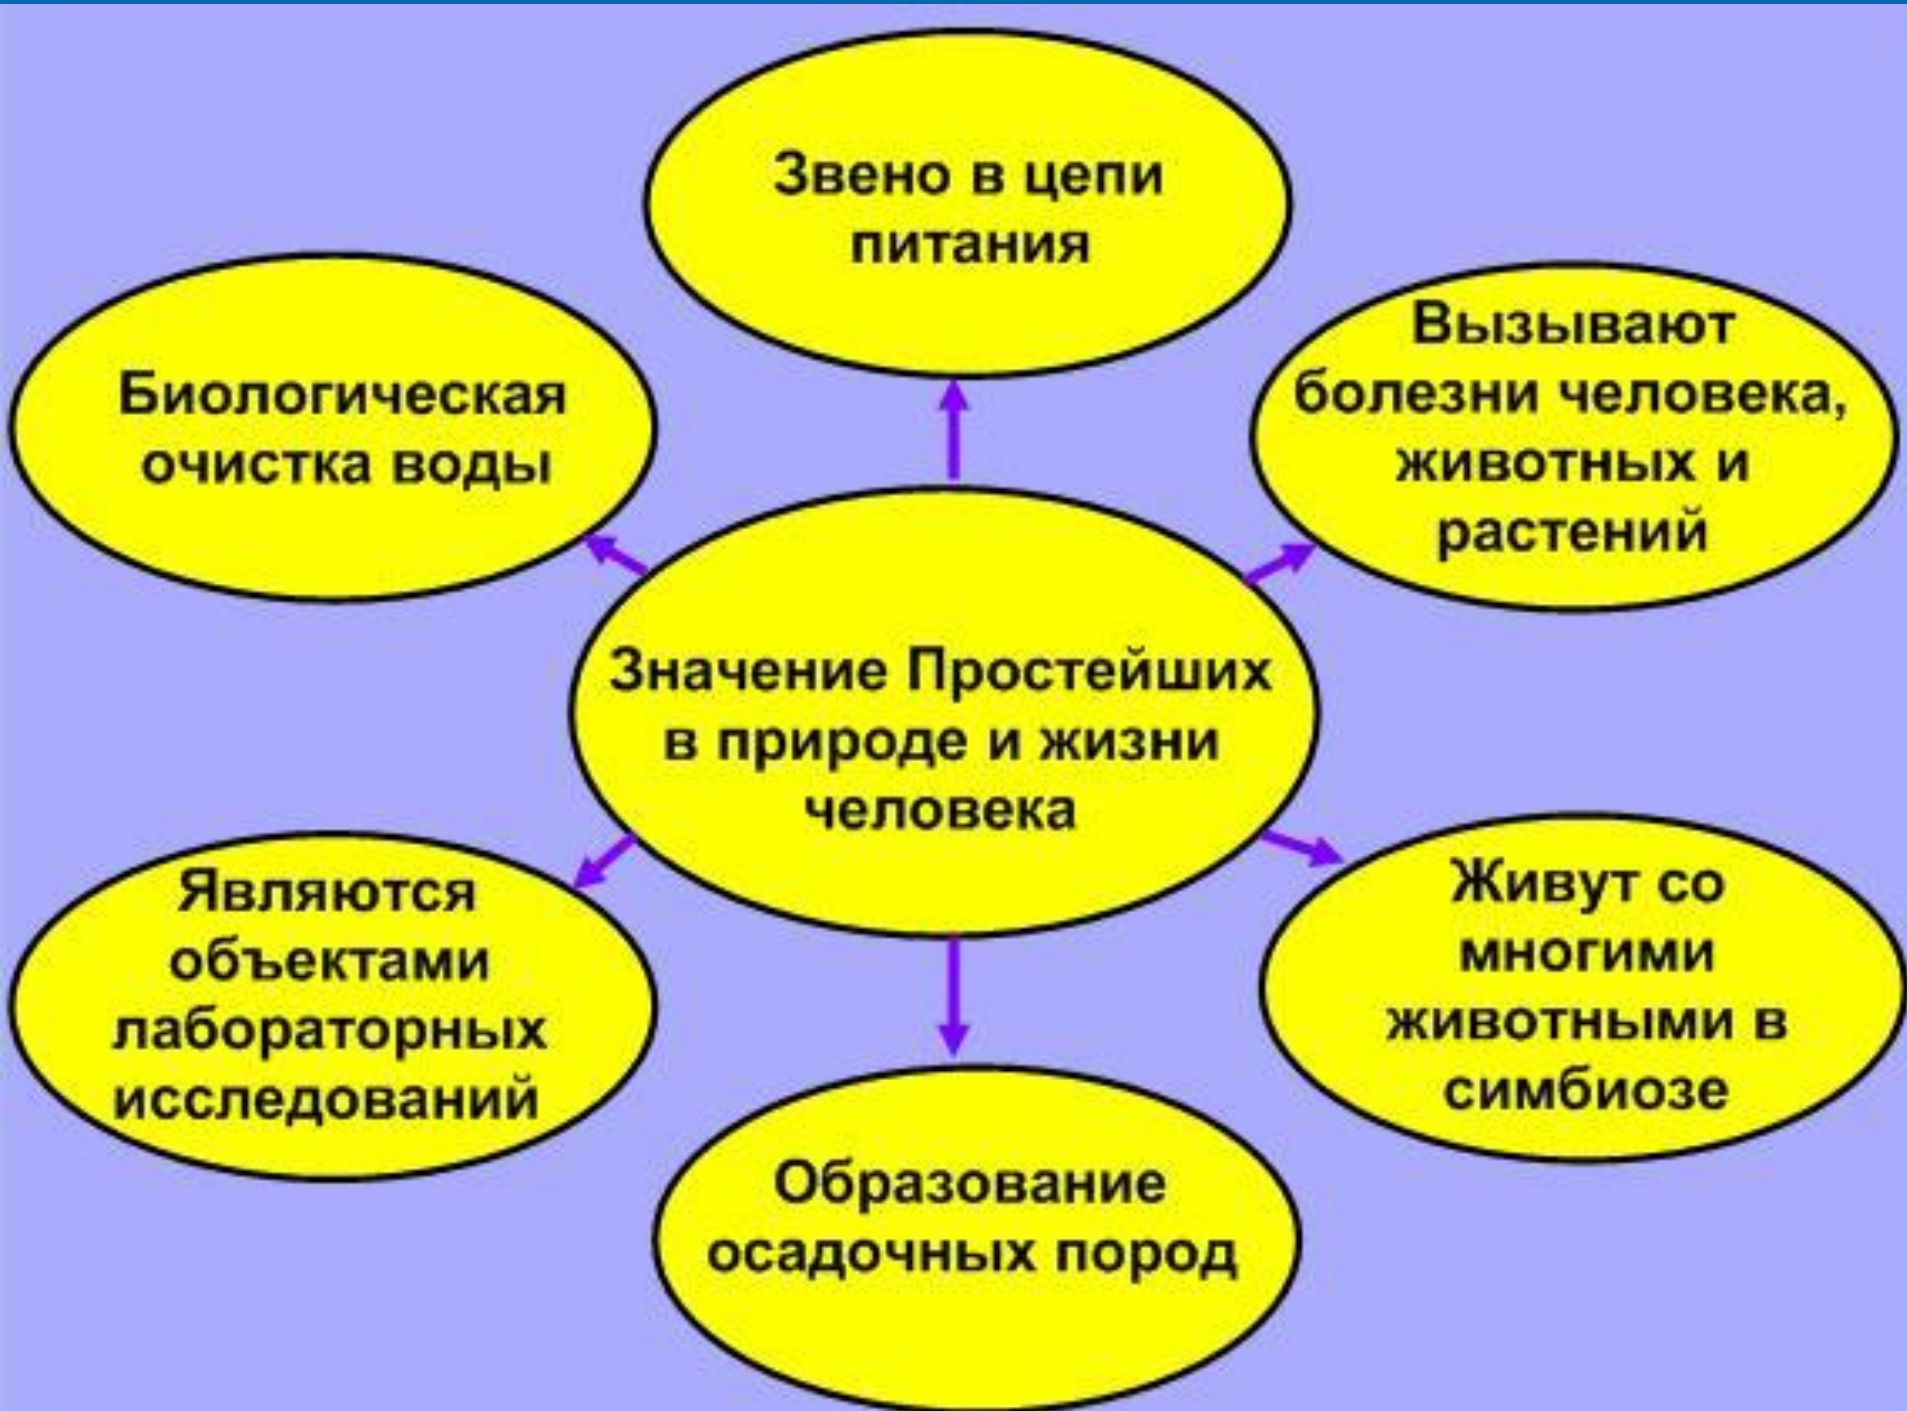 Звено в цепи
питания
Биологическая
очистка воды
Вызывают
болезни человека,
животных и
растений
Значение Простейших
в природе и жизни
человека
Являются
объектами
лабораторных
исследований
Живут со
многими
животными в
симбиозе
Образование
осадочных пород